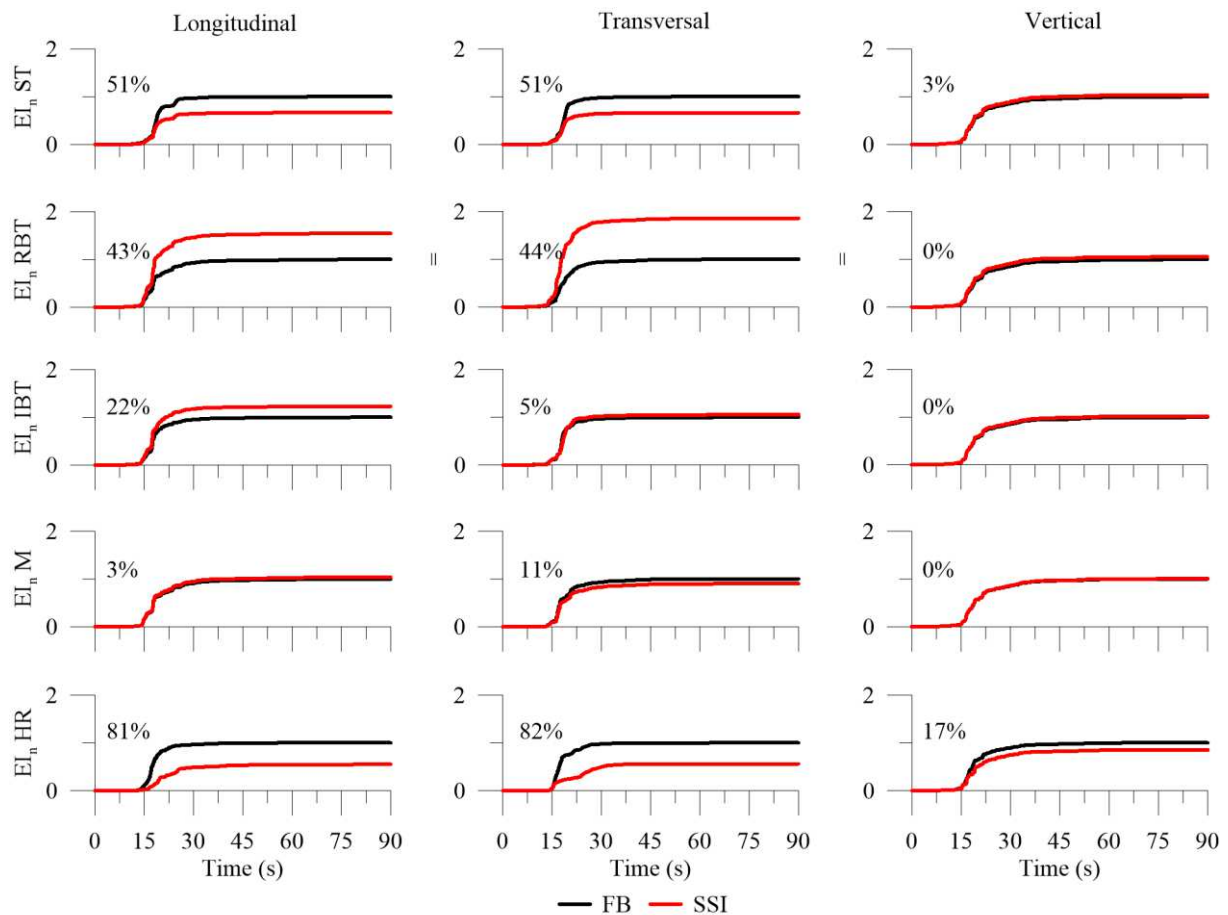 Longitudinal Transversal Vertical
EIₙ ST 2 1 0 51% 2 1 0 51% 2 1 0 3%
EIₙ RBT 2 1 0 43% = 2 1 0 44% = 2 1 0 0%
EIₙ IBT 2 1 0 22% 2 1 0 5% 2 1 0 0%
EIₙ M 2 1 0 3% 2 1 0 11% 2 1 0 0%
EIₙ HR 2 0 81% 2 0 82% 2 0 17%
0 15 30 45 60 75 90 0 15 30 45 60 75 90 0 15 30 45 60 75 90
Time (s) Time (s) Time (s)
FB SSI